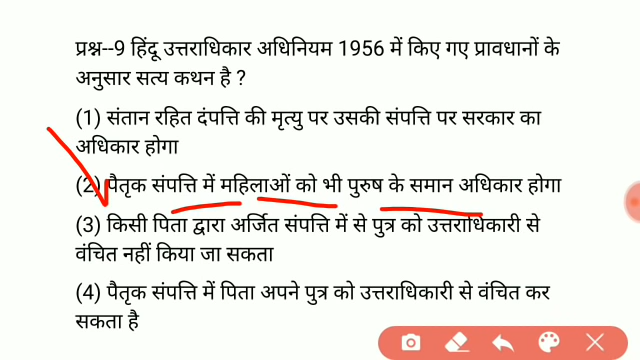 प्रश्न--9 हिंदू उत्तराधिकार अधिनियम 1956 में किए गए प्रावधानों के
अनुसार सत्य कथन है ?
(1) संतान रहित दंपत्ति की मृत्यु पर उसकी संपत्ति पर सरकार का
अधिकार होगा
(2) पैतृक संपत्ति में महिलाओं को भी पुरुष के समान अधिकार होगा
(3) किसी पिता द्वारा अर्जित संपत्ति में से पुत्र को उत्तराधिकारी से
वंचित नहीं किया जा सकता
(4) पैतृक संपत्ति में पिता अपने पुत्र को उत्तराधिकारी से वंचित कर
सकता है